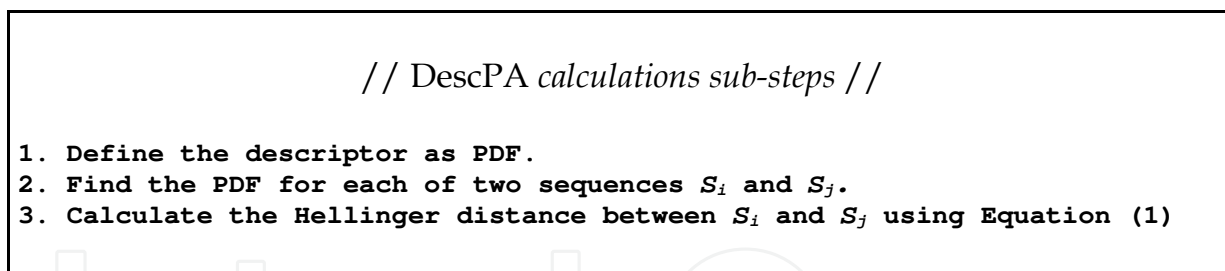 // DescPA calculations sub-steps //
1. Define the descriptor as PDF.
2. Find the PDF for each of two sequences Si and Sj.
3. Calculate the Hellinger distance between Si and Sj using Equation (1)